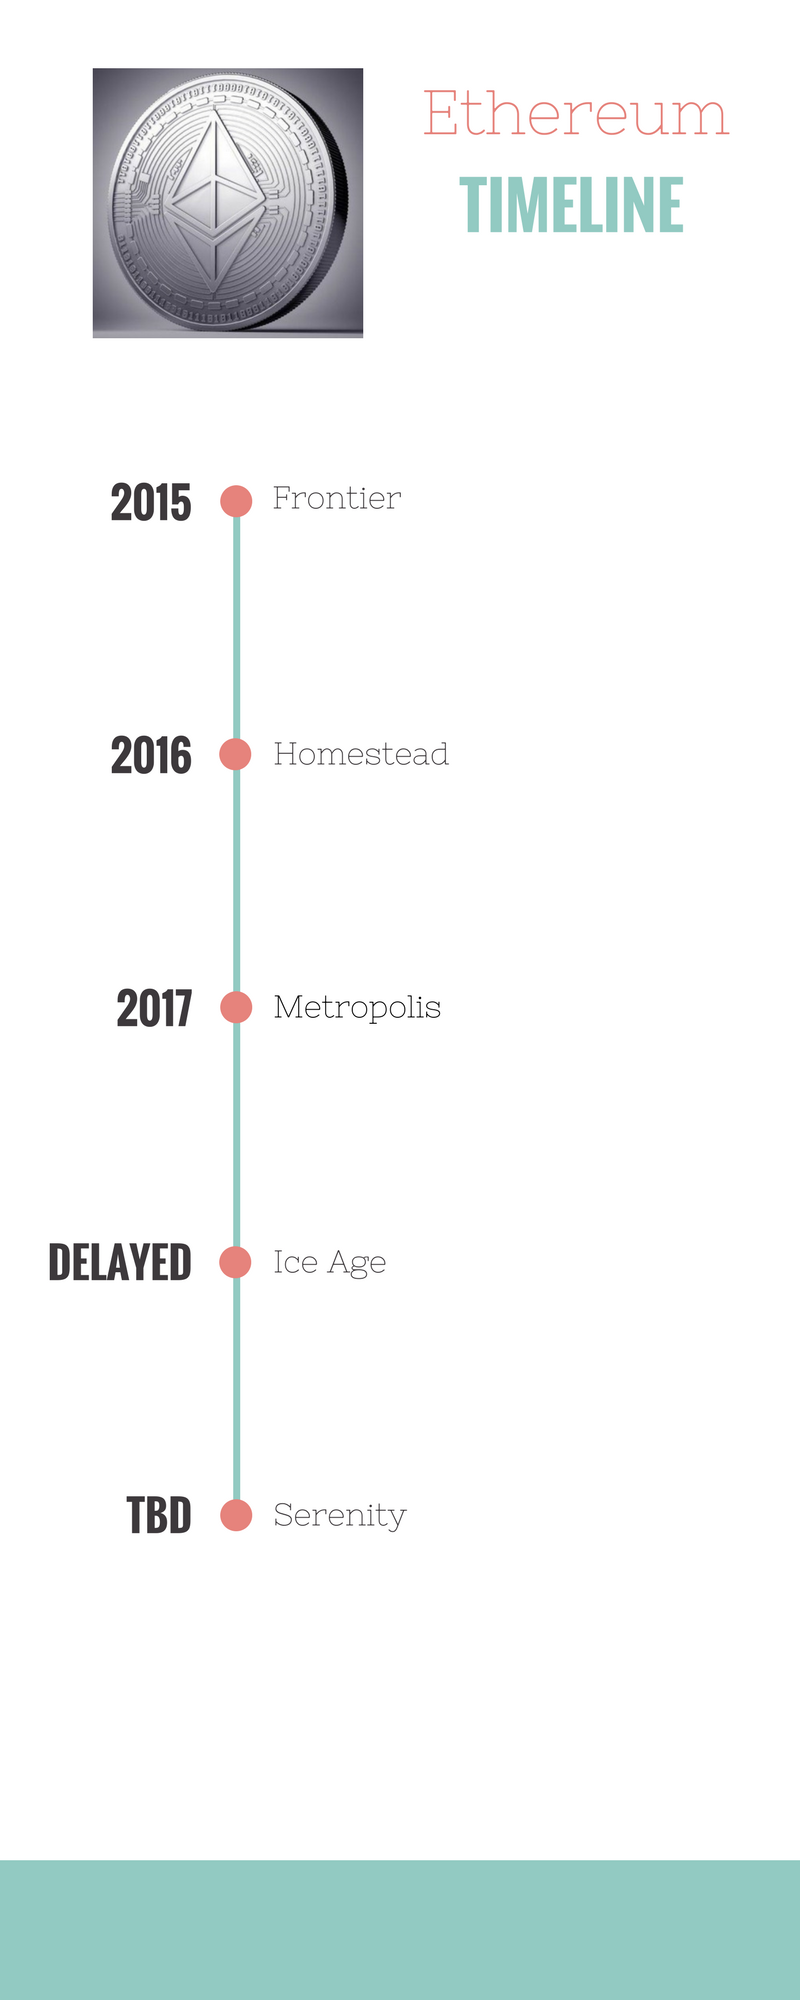 Ethereum
TIMELINE
2015 Frontier
2016 Homestead
2017 Metropolis
DELAYED Ice Age
TBD Serenity